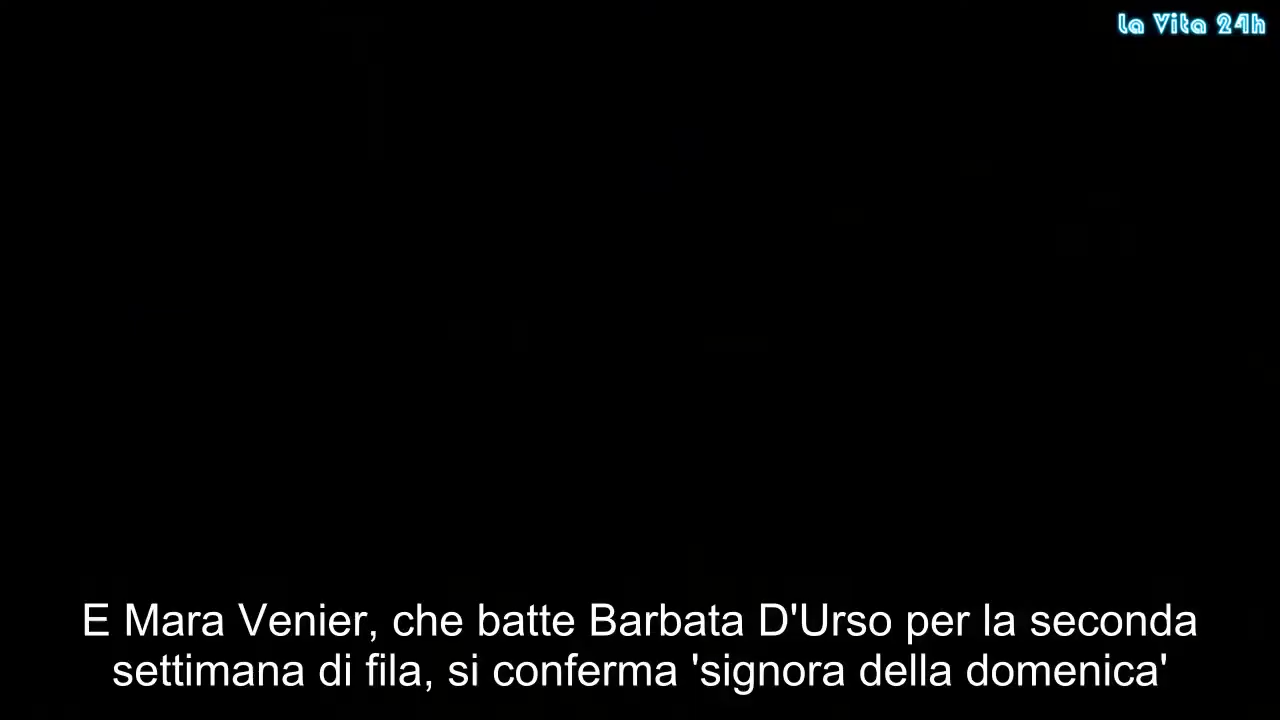 la Vita 24h
E Mara Venier, che batte Barbata D'Urso per la seconda
settimana di fila, si conferma 'signora della domenica'